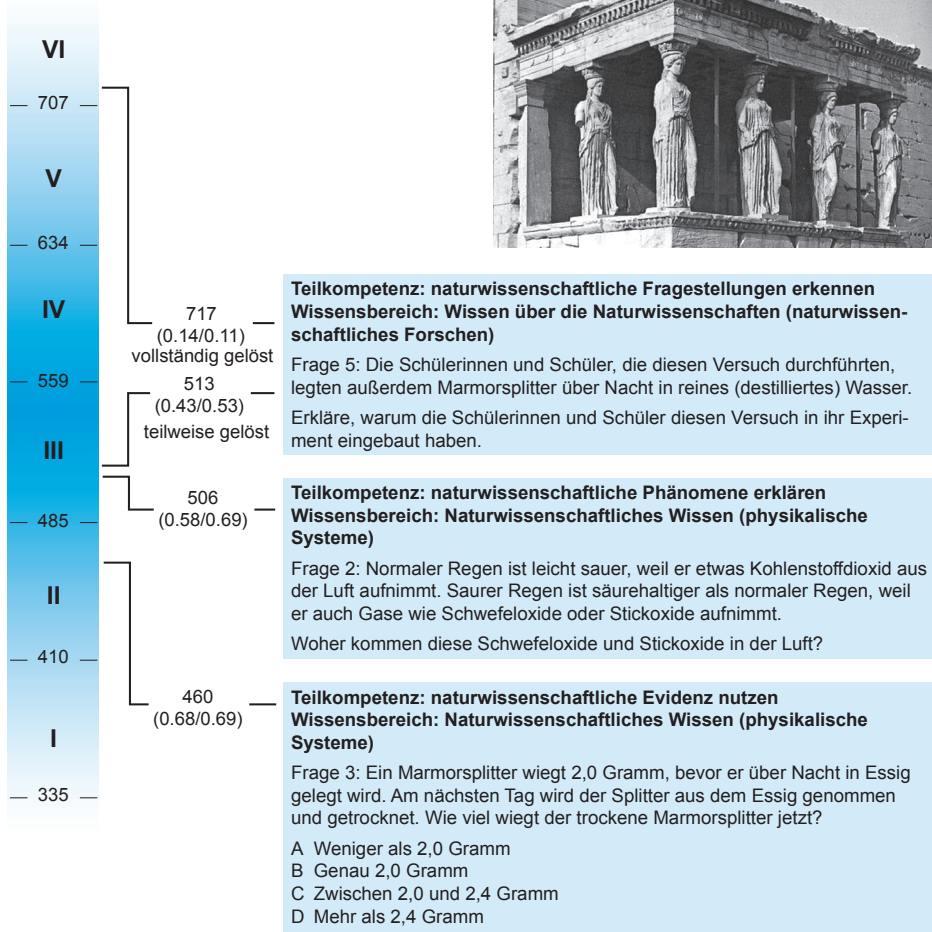 VI
— 707 —
V
— 634 —
IV
— 559 —
III
— 485 —
II
— 410 —
I
— 335 —
717
(0.14/0.11)
vollständig gelöst
513
(0.43/0.53)
teilweise gelöst
506
(0.58/0.69)
460
(0.68/0.69)
Teilkompetenz: naturwissenschaftliche Fragestellungen erkennen
Wissensbereich: Wissen über die Naturwissenschaften (naturwissen-
schaftliches Forschen)
Frage 5: Die Schülerinnen und Schüler, die diesen Versuch durchführten,
legten außerdem Marmorsplitter über Nacht in reines (destilliertes) Wasser.
Erkläre, warum die Schülerinnen und Schüler diesen Versuch in ihr Experi-
ment eingebaut haben.
Teilkompetenz: naturwissenschaftliche Phänomene erklären
Wissensbereich: Naturwissenschaftliches Wissen (physikalische
Systeme)
Frage 2: Normaler Regen ist leicht sauer, weil er etwas Kohlenstoffdioxid aus
der Luft aufnimmt. Saurer Regen ist säurehaltiger als normaler Regen, weil
er auch Gase wie Schwefeloxide oder Stickoxide aufnimmt.
Woher kommen diese Schwefeloxide und Stickoxide in der Luft?
Teilkompetenz: naturwissenschaftliche Evidenz nutzen
Wissensbereich: Naturwissenschaftliches Wissen (physikalische
Systeme)
Frage 3: Ein Marmorsplitter wiegt 2,0 Gramm, bevor er über Nacht in Essig
gelegt wird. Am nächsten Tag wird der Splitter aus dem Essig genommen
und getrocknet. Wie viel wiegt der trockene Marmorsplitter jetzt?
A Weniger als 2,0 Gramm
B Genau 2,0 Gramm
C Zwischen 2,0 und 2,4 Gramm
D Mehr als 2,4 Gramm